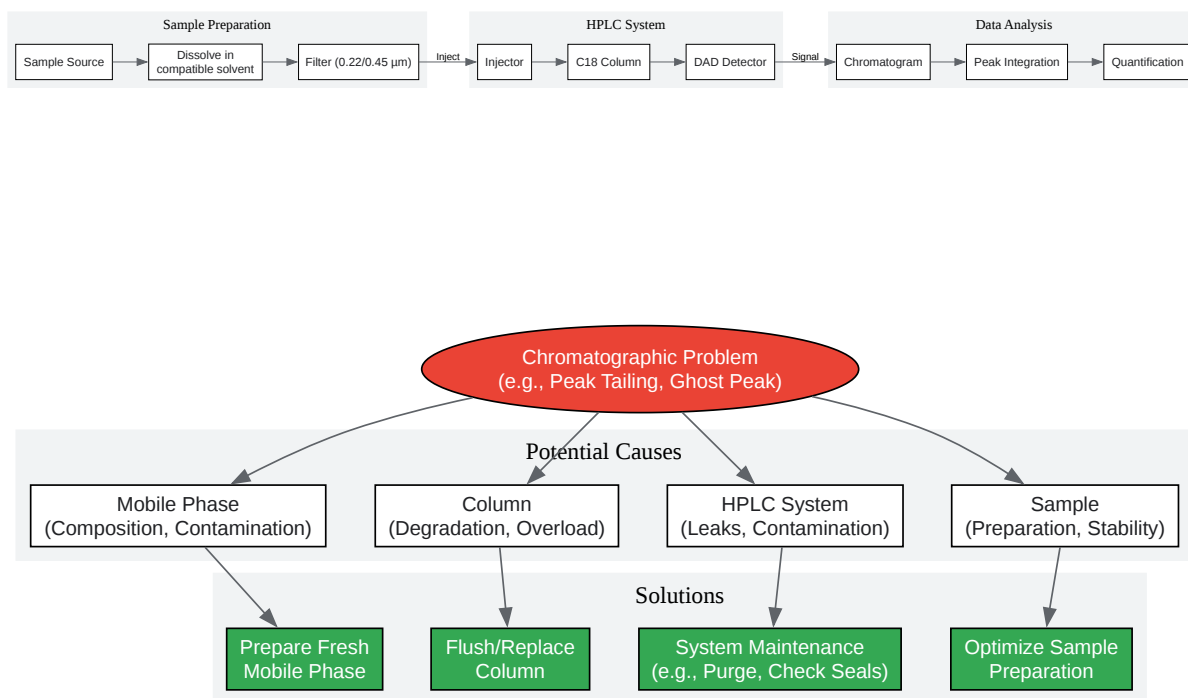 Sample Preparation
HPLC System
Data Analysis
Sample Source
Dissolve in
compatible solvent
Filter (0.22/0.45 µm)
Inject
Injector
C18 Column
DAD Detector
Signal
Chromatogram
Peak Integration
Quantification
Chromatographic Problem
(e.g., Peak Tailing, Ghost Peak)
Potential Causes
Mobile Phase
(Composition, Contamination)
Column
(Degradation, Overload)
HPLC System
(Leaks, Contamination)
Sample
(Preparation, Stability)
Solutions
Prepare Fresh
Mobile Phase
Flush/Replace
Column
System Maintenance
(e.g., Purge, Check Seals)
Optimize Sample
Preparation